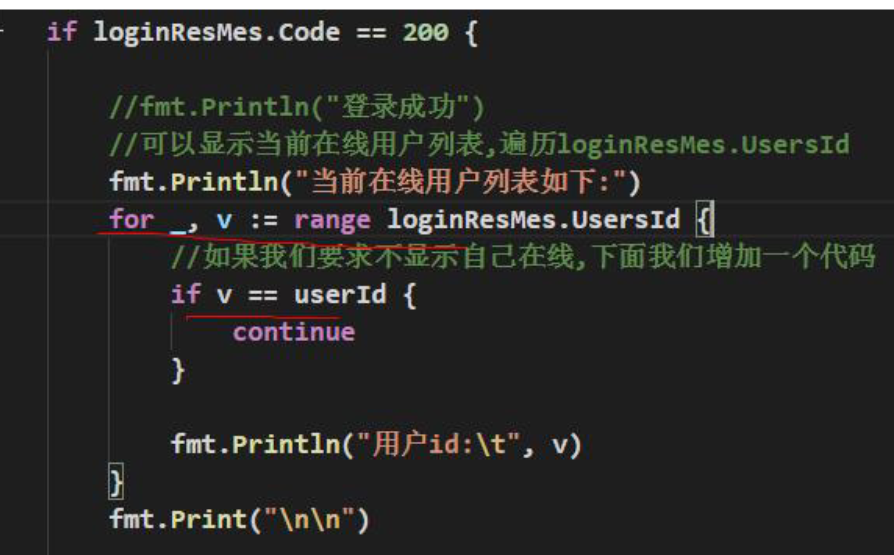 if loginResMes.Code == 200 {
//fmt.Println("登录成功")
//可以显示当前在线用户列表,遍历loginResMes.UsersId
fmt.Println("当前在线用户列表如下:")
for _, v := range loginResMes.UsersId {
//如果我们要求不显示自己在线,下面我们增加一个代码
if v == userId {
continue
}
fmt.Println("用户id:\t", v)
}
fmt.Print("\n\n")